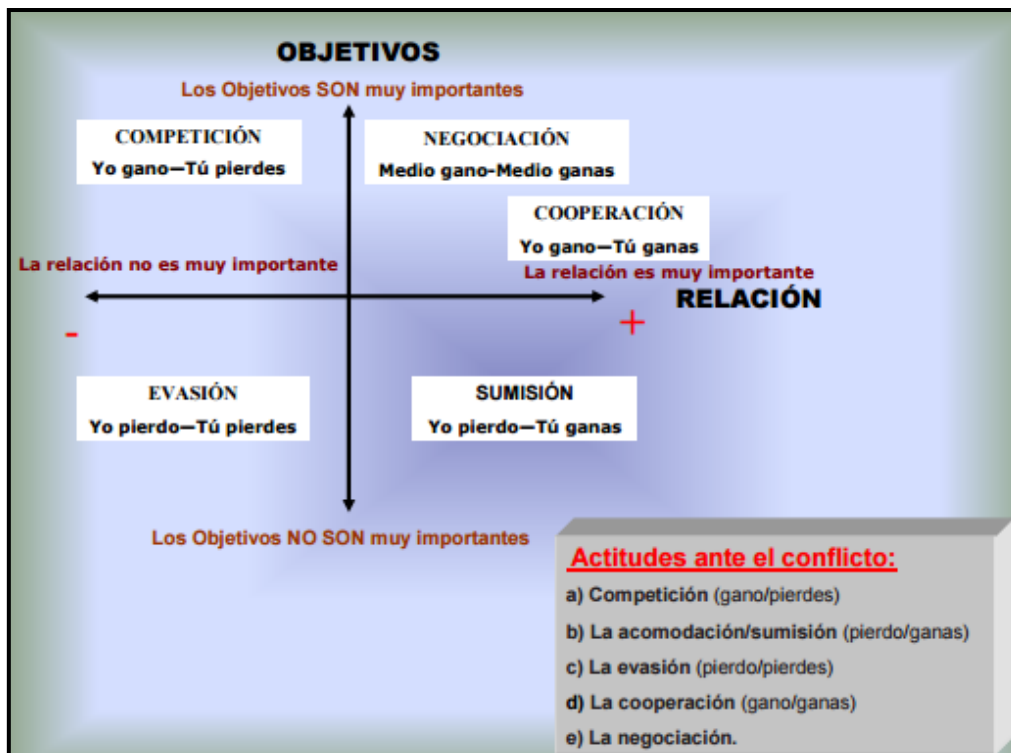 OBJETIVOS
Los Objetivos SON muy importantes
COMPETICIÓN
Yo gano—Tú pierdes
NEGOCIACIÓN
Medio gano-Medio ganas
COOPERACIÓN
Yo gano—Tú ganas
La relación no es muy importante
La relación es muy importante
RELACIÓN
-
+
EVASIÓN
Yo pierdo—Tú pierdes
SUMISIÓN
Yo pierdo—Tú ganas
Los Objetivos NO SON muy importantes
Actitudes ante el conflicto:
a) Competición (gano/pierdes)
b) La acomodación/sumisión (pierdo/ganas)
c) La evasión (pierdo/pierdes)
d) La cooperación (gano/ganas)
e) La negociación.